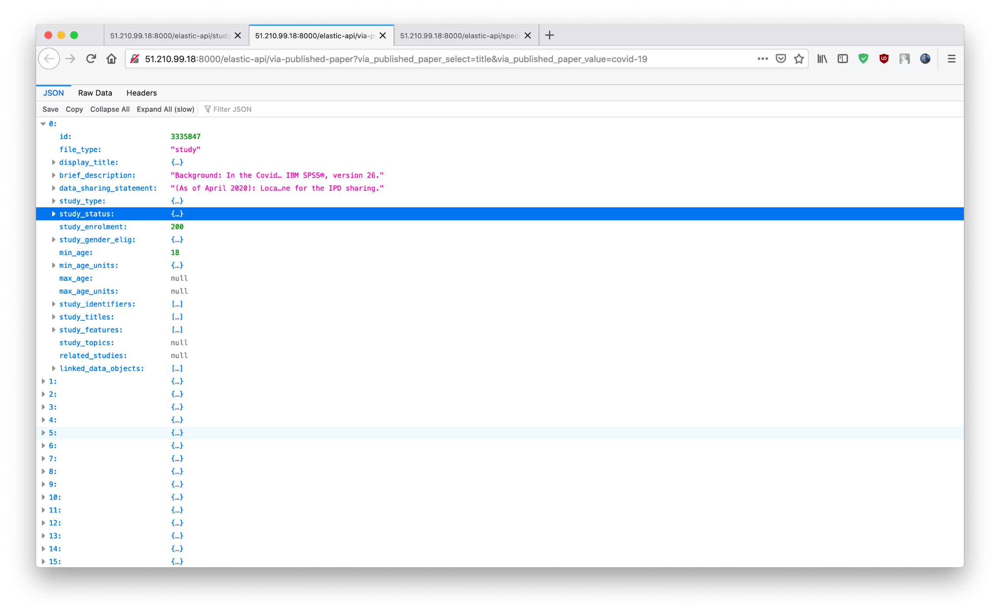 51.210.99.18:8000/elastic-api/study 51.210.99.18:8000/elastic-api/via-p 51.210.99.18:8000/elastic-api/speci
51.210.99.18:8000/elastic-api/via-published-paper?via_published_paper_select=title&via_published_paper_value=covid-19
JSON Raw Data Headers
Save Copy Collapse All Expand All (slow) Filter JSON
0:
id: 3335847
file_type: "study"
display_title: {…}
brief_description: "Background: In the Covid… IBM SPSS®, version 26."
data_sharing_statement: "(As of April 2020): Loca…ne for the IPD sharing."
study_type: {…}
study_status: {…}
study_enrolment: 200
study_gender_elig: {…}
min_age: 18
min_age_units: {…}
max_age: null
max_age_units: null
study_identifiers: […]
study_titles: […]
study_features: […]
study_topics: null
related_studies: null
linked_data_objects: […]
1: {…}
2: {…}
3: {…}
4: {…}
5: {…}
6: {…}
7: {…}
8: {…}
9: {…}
10: {…}
11: {…}
12: {…}
13: {…}
14: {…}
15: {…}